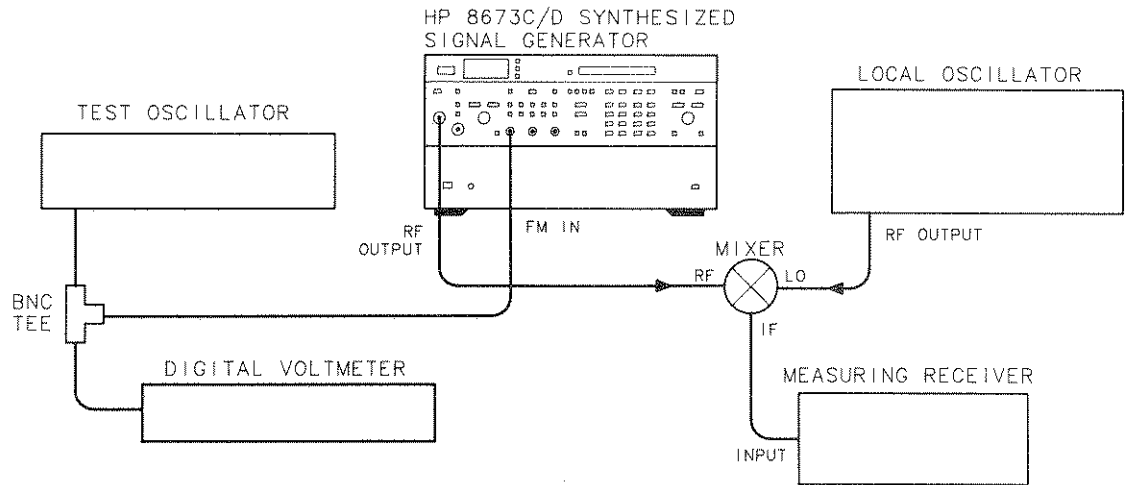 HP 8673C/D SYNTHESIZED
SIGNAL GENERATOR
LOCAL OSCILLATOR
TEST OSCILLATOR
RF
OUTPUT
FM IN
RF OUTPUT
MIXER
RF
LO
IF
BNC
TEE
DIGITAL VOLTMETER
MEASURING RECEIVER
INPUT